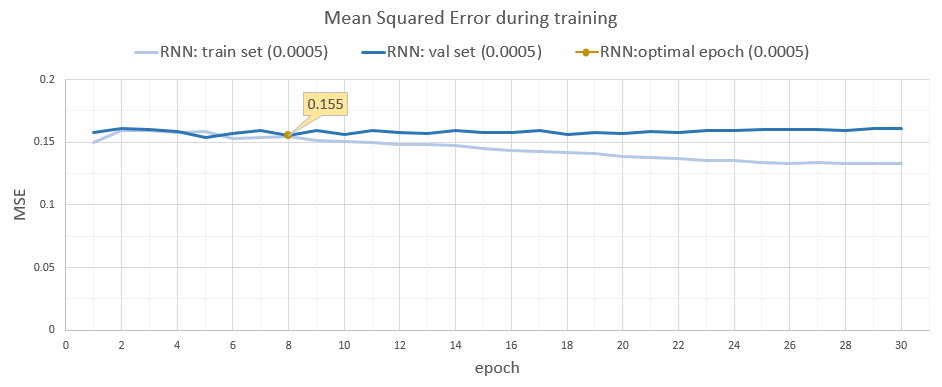 Mean Squared Error during training
RNN: train set (0.0005) RNN: val set (0.0005) RNN:optimal epoch (0.0005)
0.2
0.155
0.15
MSE
0.1
0.05
0
0 2 4 6 8 10 12 14 16 18 20 22 24 26 28 30
epoch